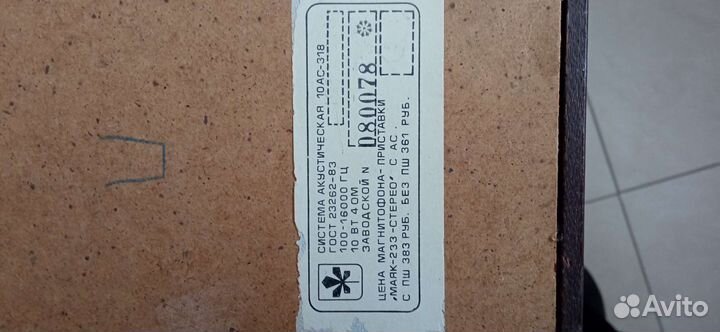 СИСТЕМА АКУСТИЧЕСКАЯ 10АС-318
ГОСТ 23262-83
100-16000 ГЦ
10 ВТ 4 ОМ
ЗАВОДСКОЙ N 080078
ЦЕНА МАГНИТОФОНА-ПРИСТАВКИ
„МАЯК-233-СТЕРЕО" С АС.
С ПШ 383 РУБ. БЕЗ ПШ 361 РУБ.
Avito